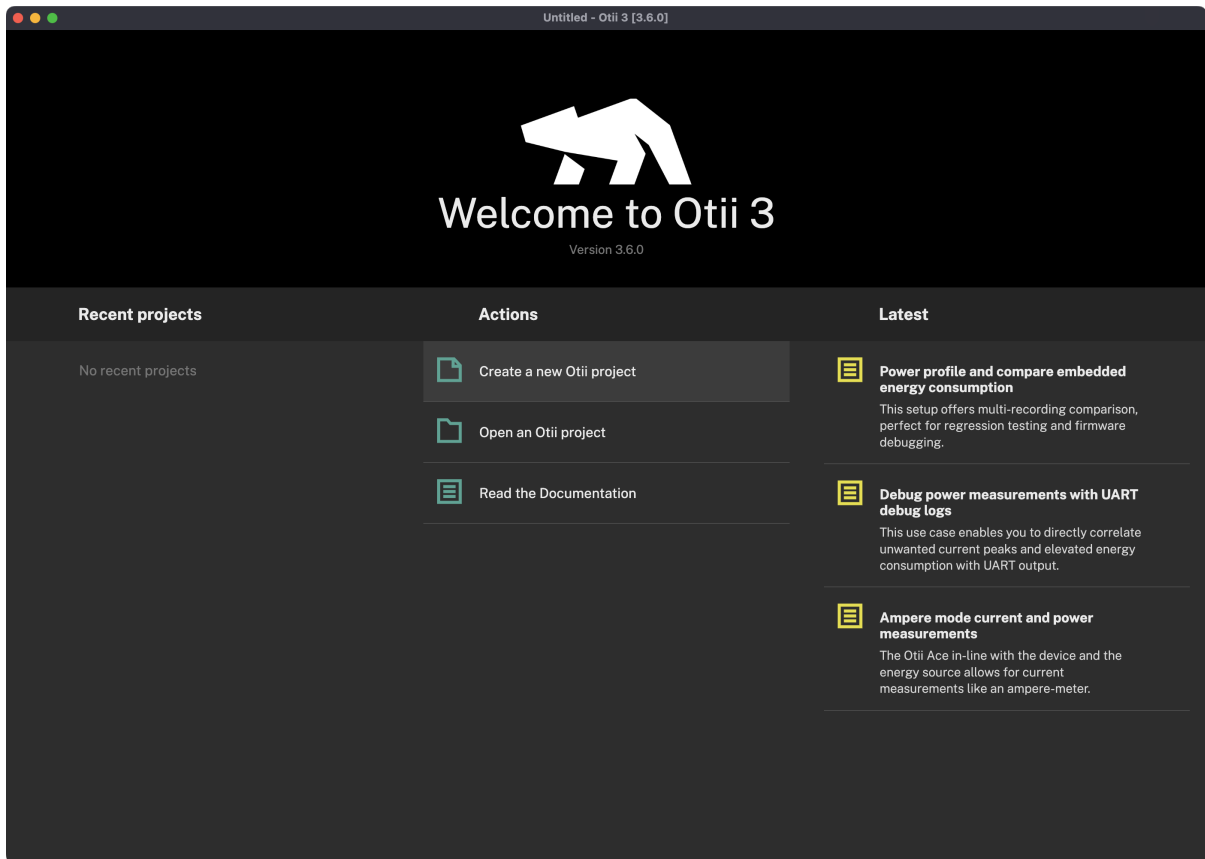 Untitled - Otii 3 [3.6.0]
Welcome to Otii 3
Version 3.6.0
Recent projects
No recent projects
Actions
Create a new Otii project
Open an Otii project
Read the Documentation
Latest
Power profile and compare embedded
energy consumption
This setup offers multi-recording comparison,
perfect for regression testing and firmware
debugging.
Debug power measurements with UART
debug logs
This use case enables you to directly correlate
unwanted current peaks and elevated energy
consumption with UART output.
Ampere mode current and power
measurements
The Otii Ace in-line with the device and the
energy source allows for current
measurements like an ampere-meter.